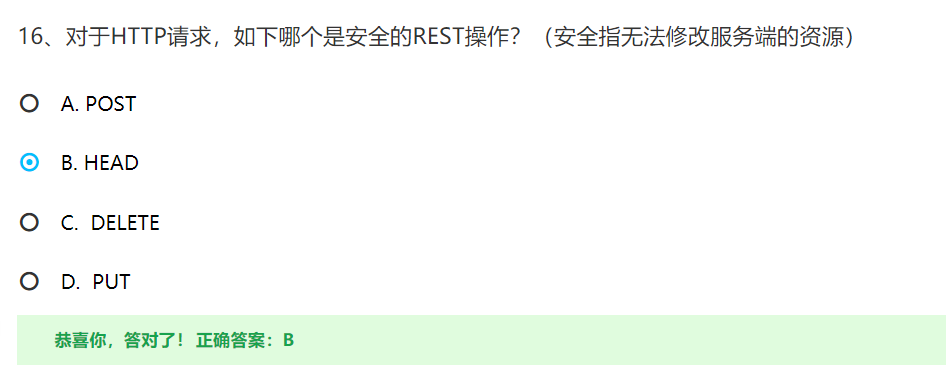 16、对于HTTP请求，如下哪个是安全的REST操作？（安全指无法修改服务端的资源）
A. POST
B. HEAD
C. DELETE
D. PUT
恭喜你，答对了！正确答案：B